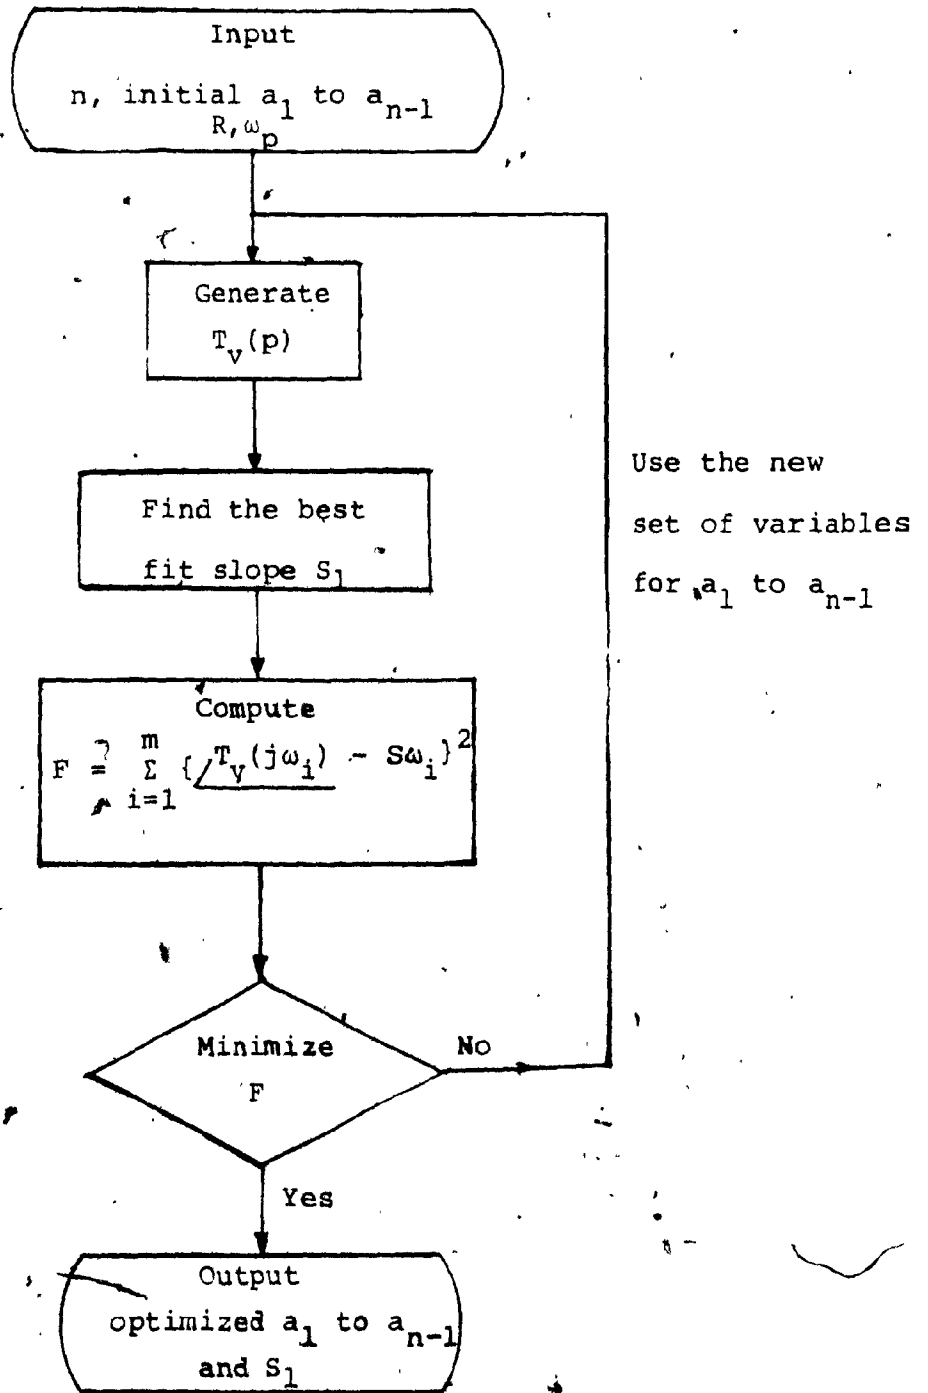 Input
n, initial a₁ to aₙ₋₁
R, ωₚ
Generate
Tᵥ(p)
Find the best
fit slope S₁
Use the new
set of variables
for a₁ to aₙ₋₁
Compute
F = Σ_{i=1}^{m} {∠Tᵥ(jωᵢ) - Sωᵢ}²
Minimize
F
No
Yes
Output
optimized a₁ to aₙ₋₁
and S₁